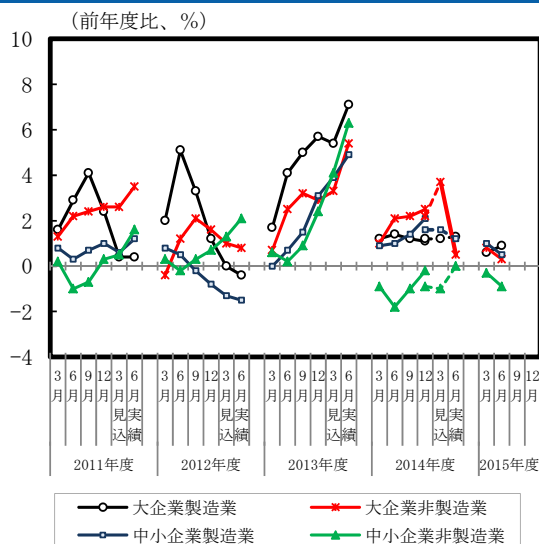 （前年度比、%）
10
8
6
4
2
0
−2
−4
3月 6月 9月 12月 3月見込 6月実績 3月 6月 9月 12月 3月見込 6月実績 3月 6月 9月 12月 3月見込 6月実績 3月 6月 9月 12月 3月見込 6月実績 3月 6月 9月 12月
2011年度 2012年度 2013年度 2014年度 2015年度
大企業製造業 大企業非製造業
中小企業製造業 中小企業非製造業